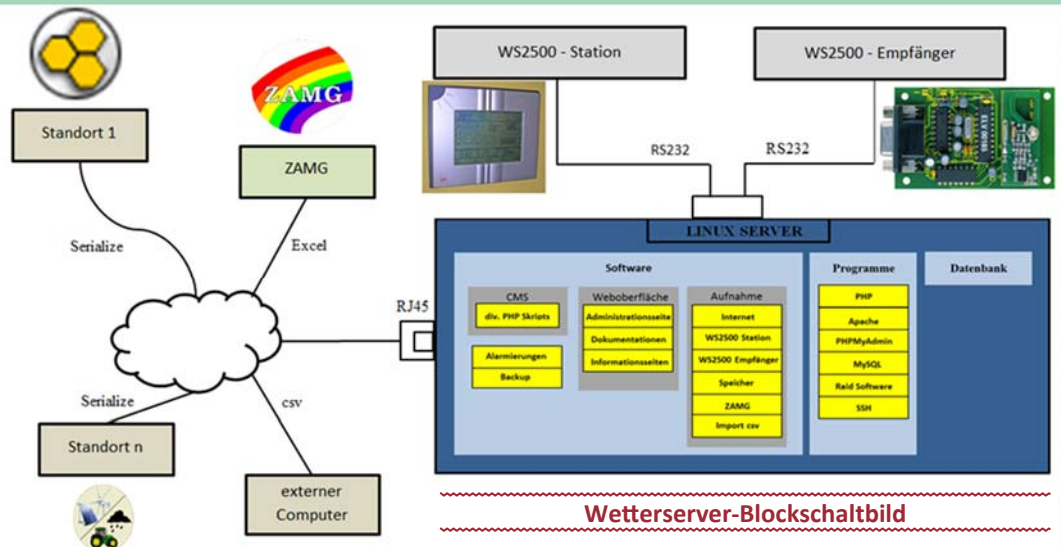 WS2500 - Station
WS2500 - Empfänger
ZAMG
Standort 1
ZAMG
RS232
RS232
Serialize
Excel
LINUX SERVER
Software
Programme
Datenbank
CMS
div. PHP Skripts
Alarmierungen
Backup
Weboberfläche
Administrationsseite
Dokumentationen
Informationsseiten
Aufnahme
Internet
WS2500 Station
WS2500 Empfänger
Speicher
ZAMG
Import csv
PHP
Apache
PHPMyAdmin
MySQL
Raid Software
SSH
RJ45
Serialize
csv
Standort n
externer
Computer
Wetterserver-Blockschaltbild